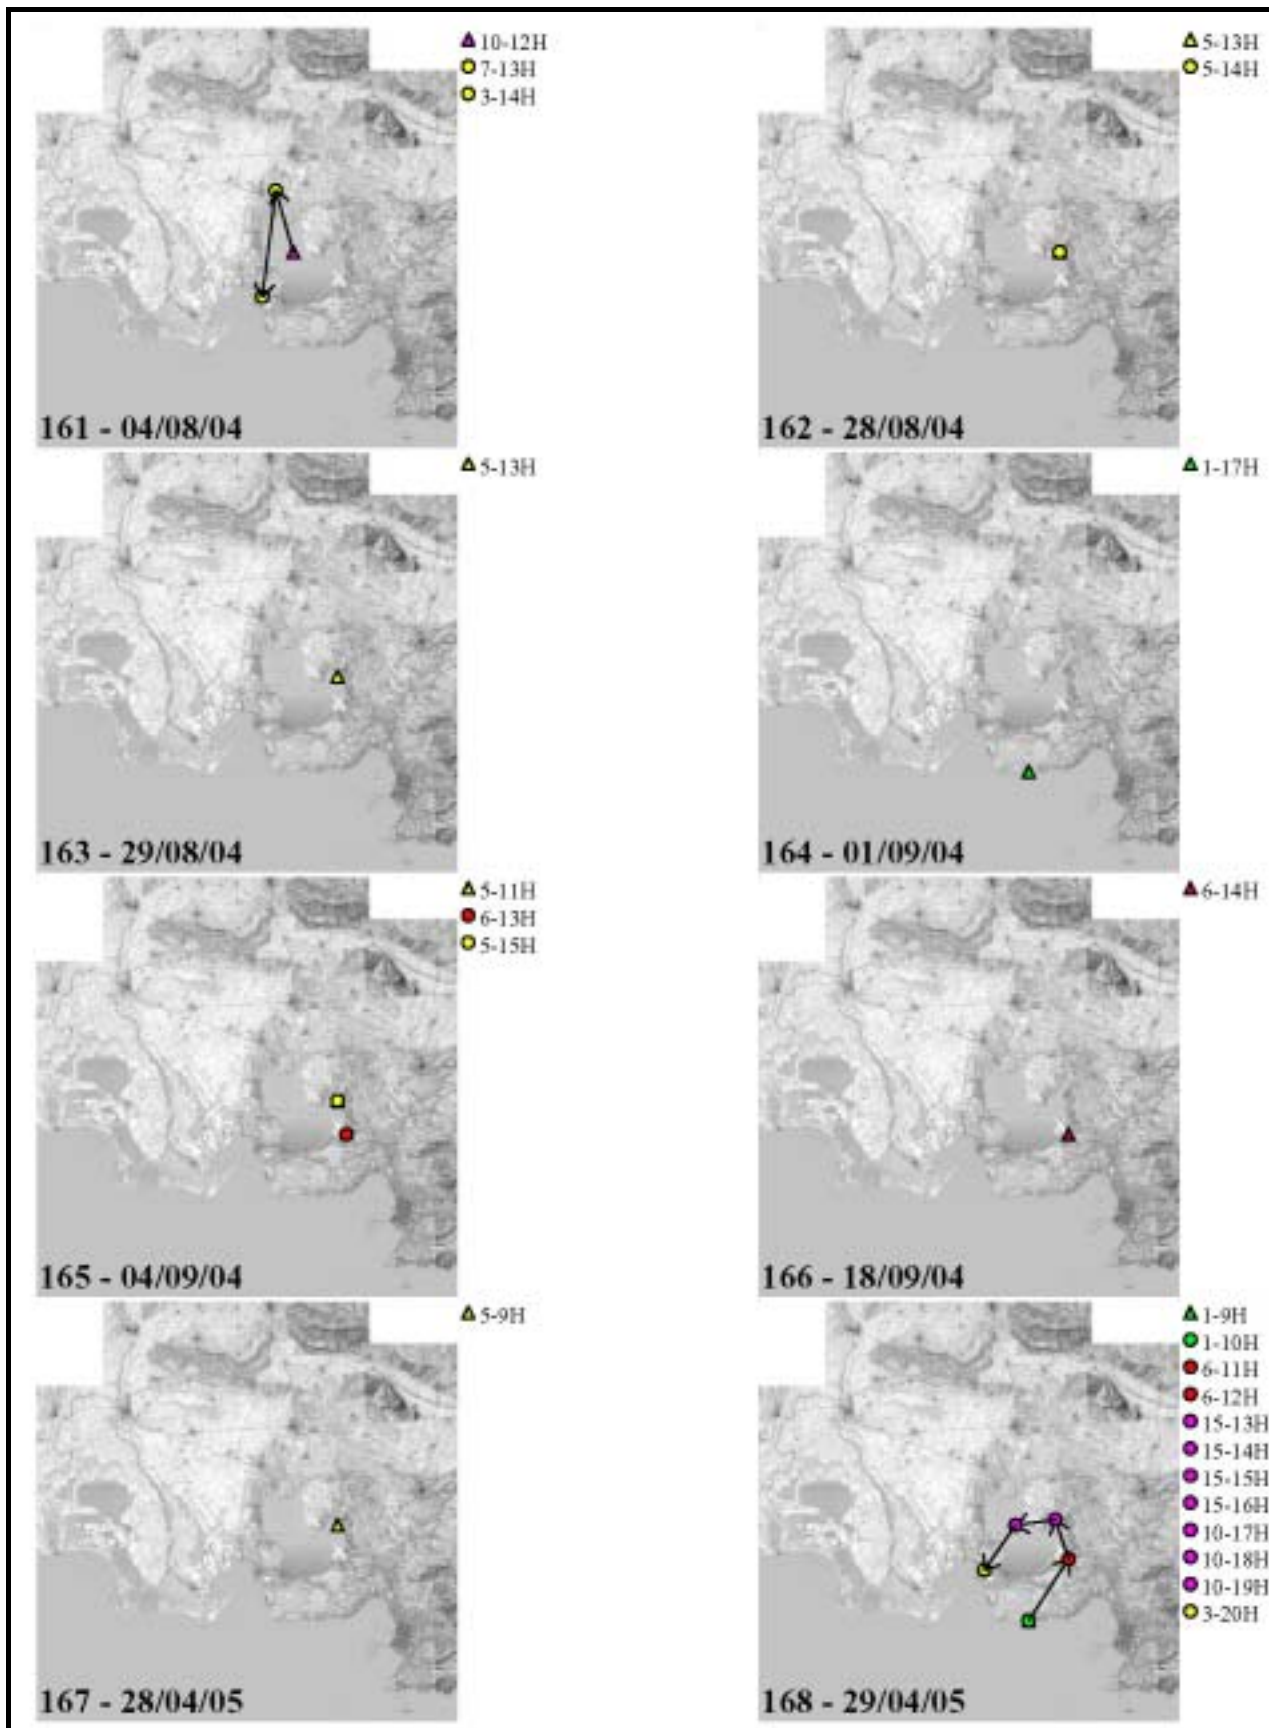 10-12H
7-13H
3-14H
161 - 04/08/04
5-13H
5-14H
162 - 28/08/04
5-13H
163 - 29/08/04
1-17H
164 - 01/09/04
5-11H
6-13H
5-15H
165 - 04/09/04
6-14H
166 - 18/09/04
5-9H
167 - 28/04/05
1-9H
1-10H
6-11H
6-12H
15-13H
15-14H
15-15H
15-16H
10-17H
10-18H
10-19H
3-20H
168 - 29/04/05